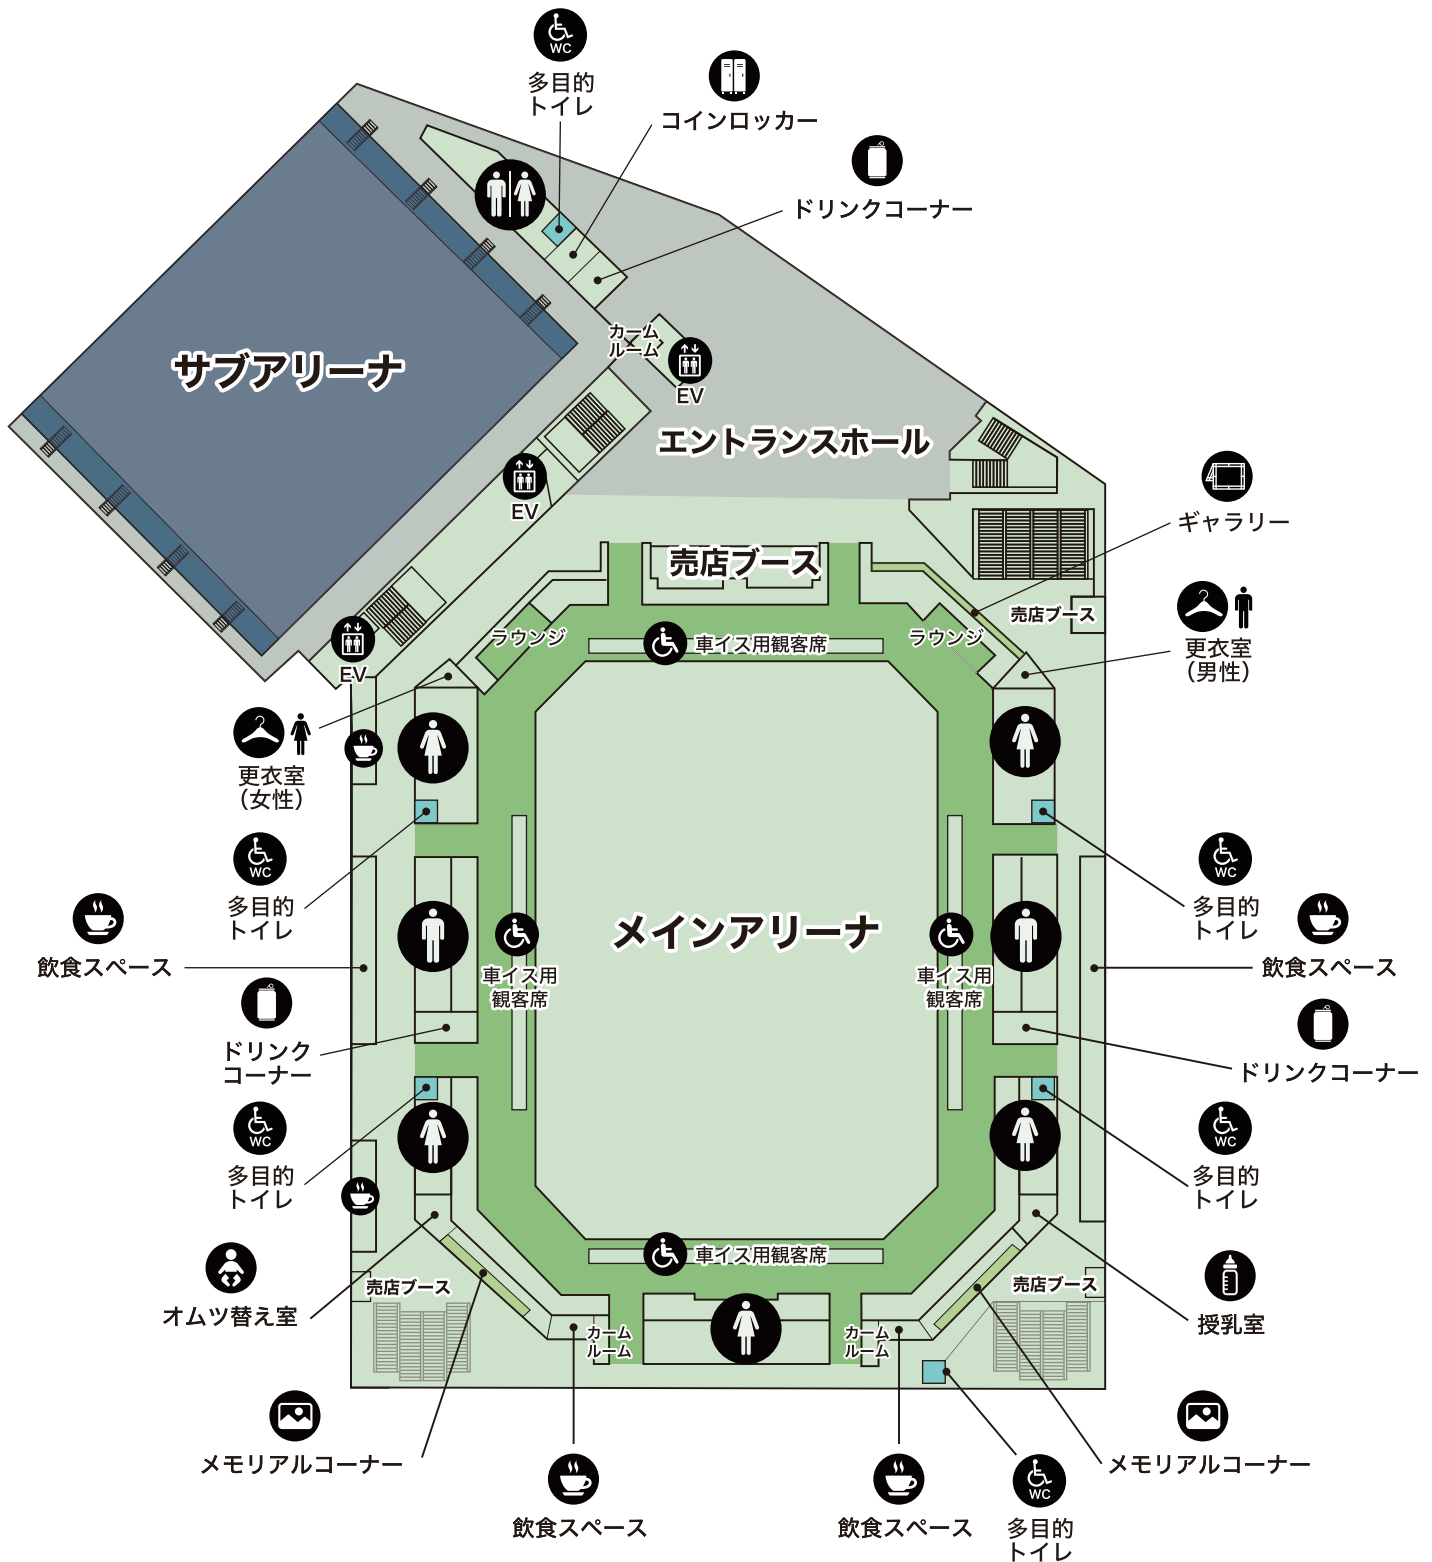 WC
多目的
トイレ
コインロッカー
ドリンクコーナー
カーム
ルーム
サブアリーナ
EV
エントランスホール
EV
ギャラリー
売店ブース
売店ブース
ラウンジ
車イス用観客席
ラウンジ
更衣室
（男性）
EV
更衣室
（女性）
WC
多目的
トイレ
WC
多目的
トイレ
飲食スペース
メインアリーナ
車イス用
観客席
車イス用
観客席
飲食スペース
ドリンク
コーナー
ドリンクコーナー
WC
多目的
トイレ
WC
多目的
トイレ
車イス用観客席
売店ブース
売店ブース
オムツ替え室
授乳室
カーム
ルーム
カーム
ルーム
メモリアルコーナー
メモリアルコーナー
飲食スペース
飲食スペース
WC
多目的
トイレ